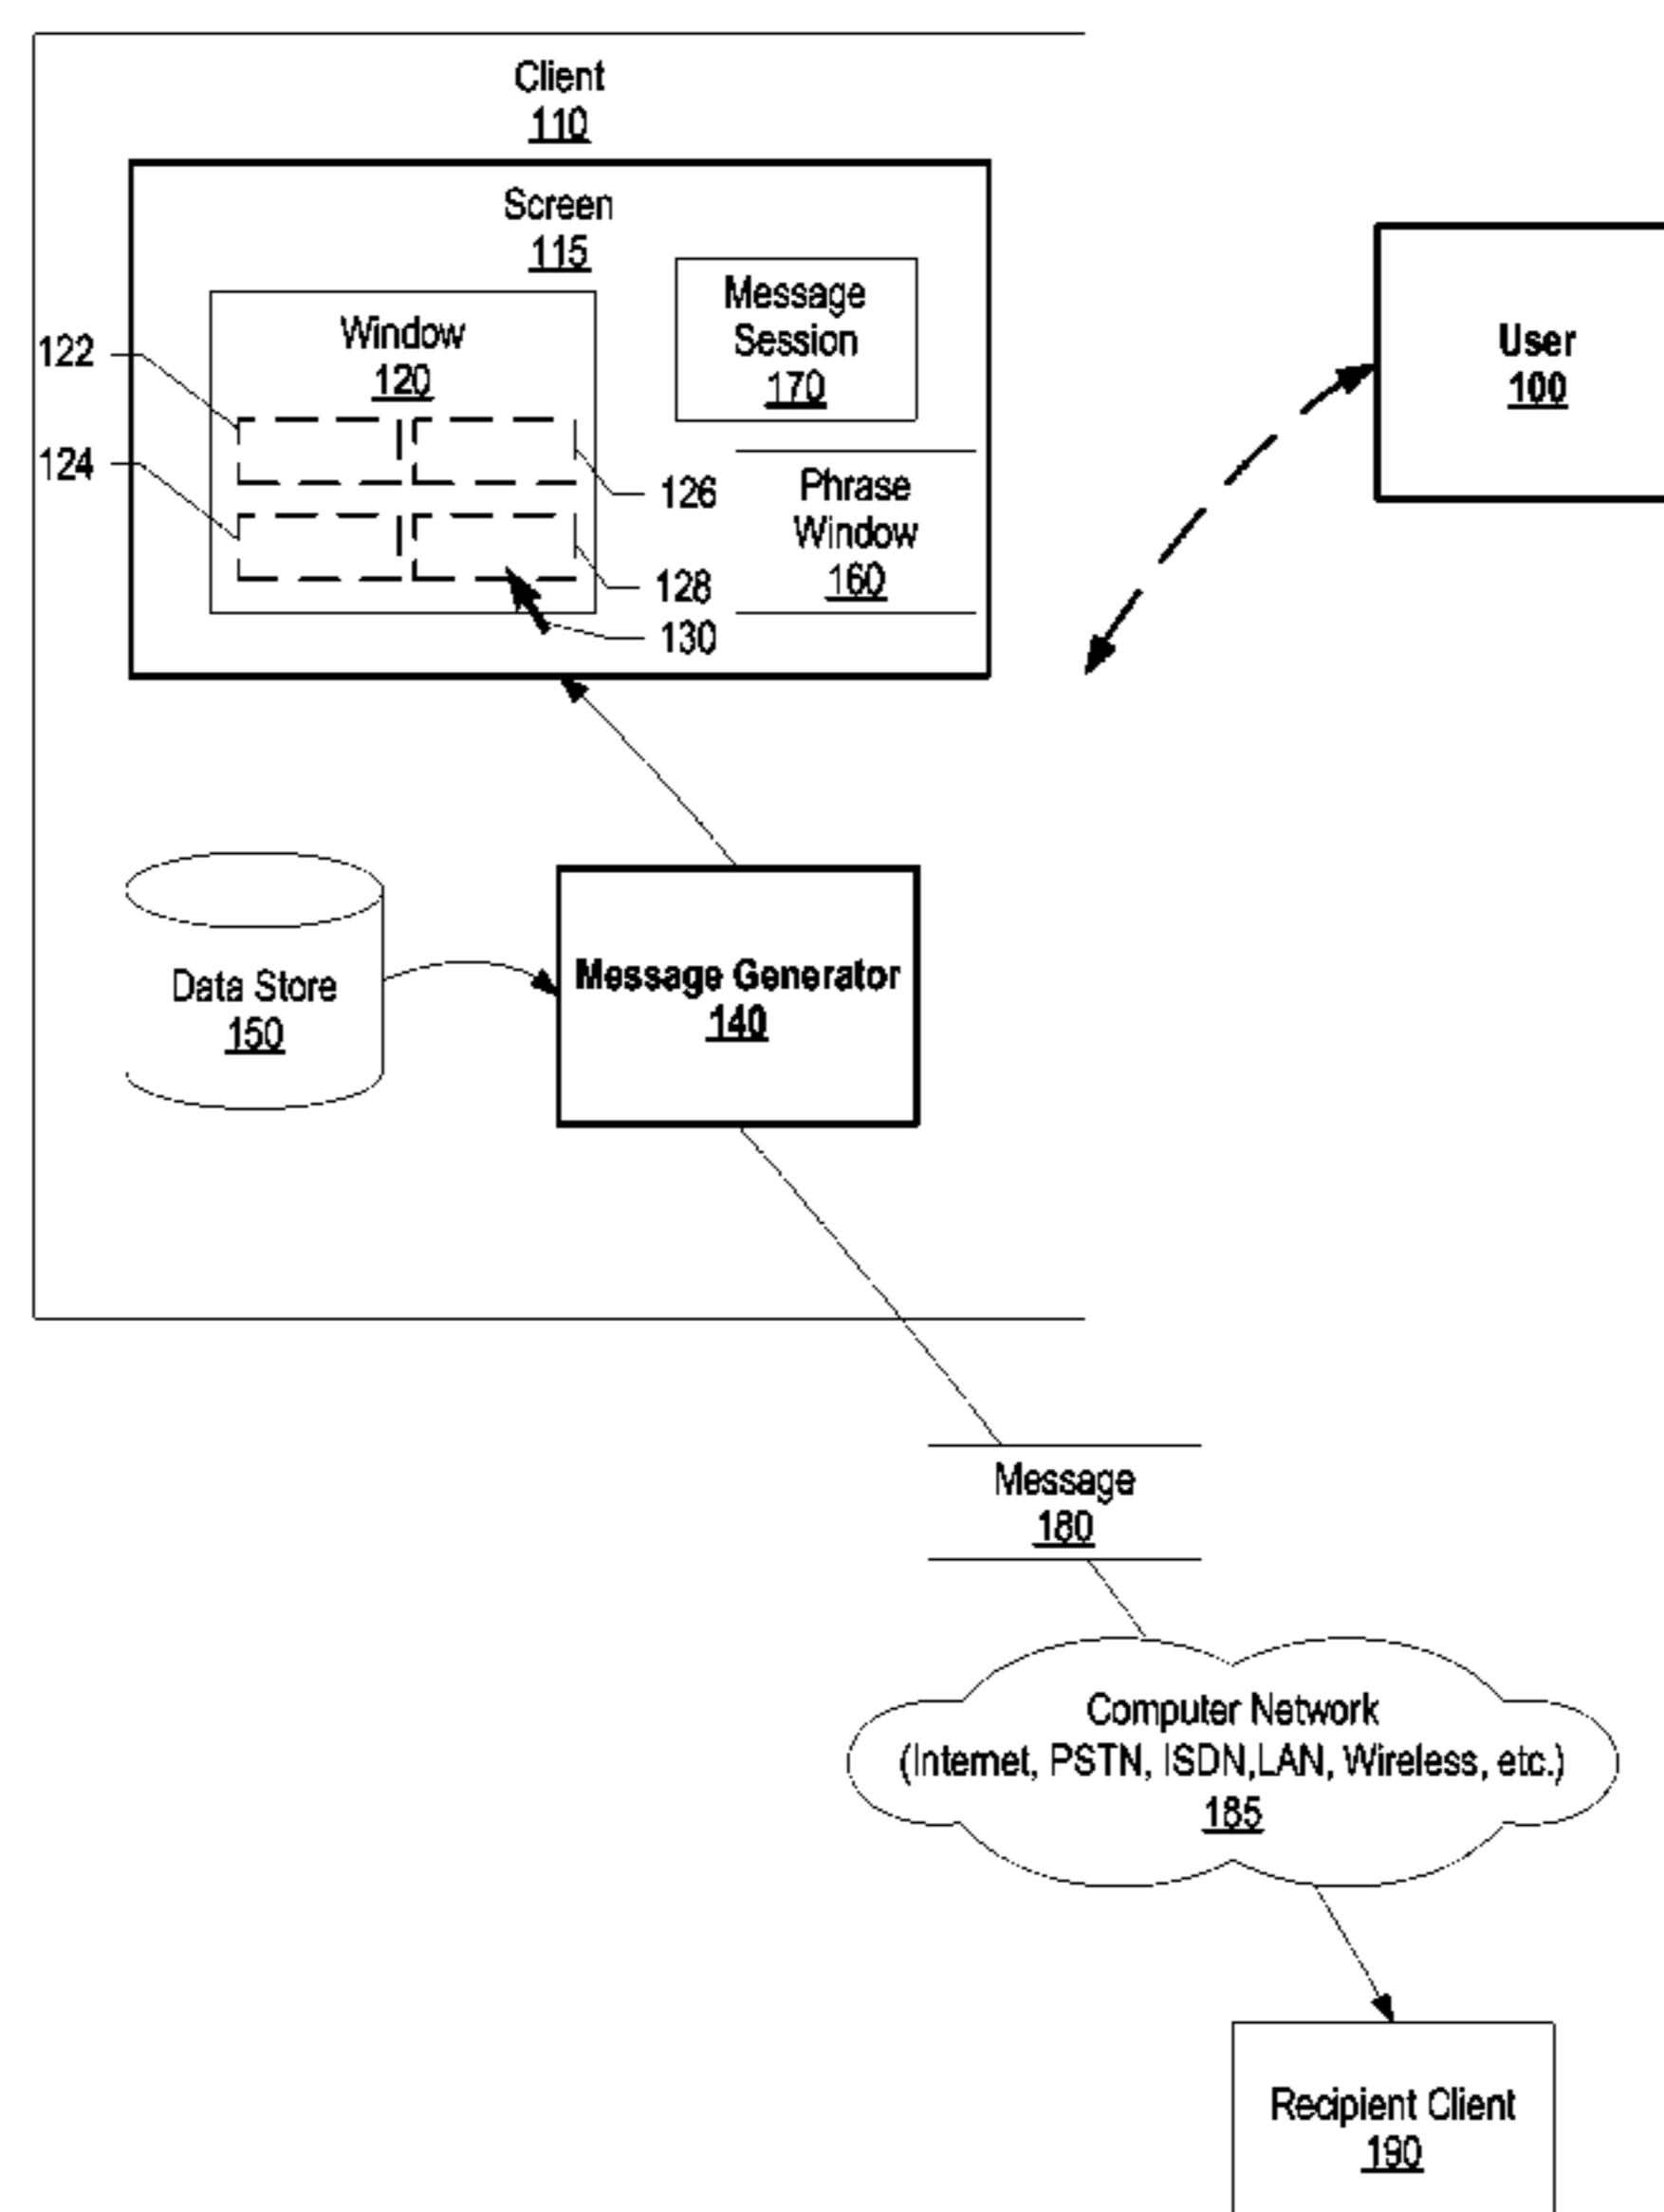 Client
110
Screen
115
Window
120
122
124
126
128
130
Message
Session
170
Phrase
Window
160
User
100
Data Store
150
Message Generator
140
Message
180
Computer Network
(Internet, PSTN, ISDN,LAN, Wireless, etc.)
185
Recipient Client
190